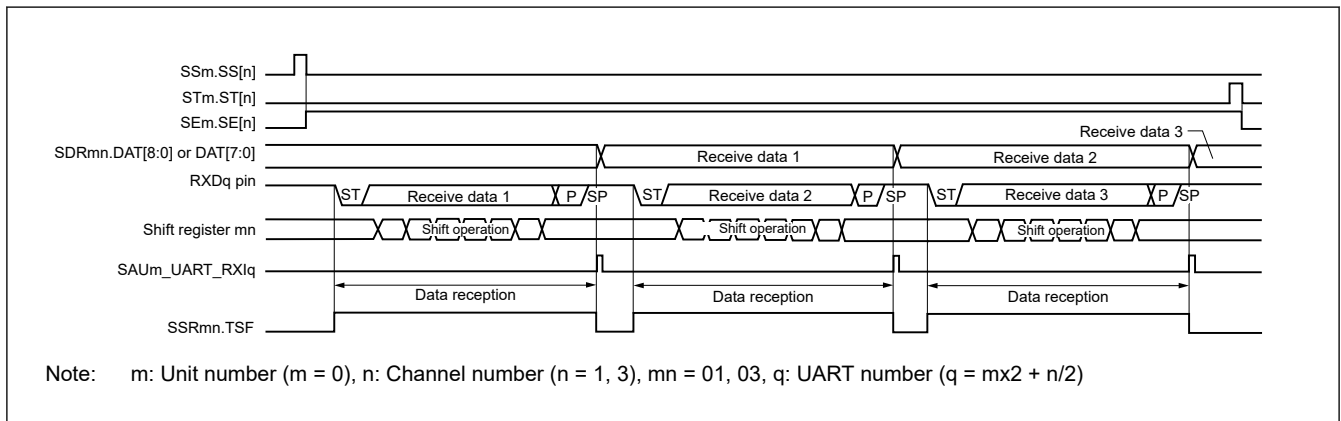 SSm.SS[n]
STm.ST[n]
SEm.SE[n]
Receive data 3
SDRmn.DAT[8:0] or DAT[7:0] Receive data 1 Receive data 2
RXDq pin ST Receive data 1 P SP ST Receive data 2 P SP ST Receive data 3 P SP
Shift register mn Shift operation Shift operation Shift operation
SAUm_UART_RXIq
Data reception Data reception Data reception
SSRmn.TSF
Note: m: Unit number (m = 0), n: Channel number (n = 1, 3), mn = 01, 03, q: UART number (q = mx2 + n/2)